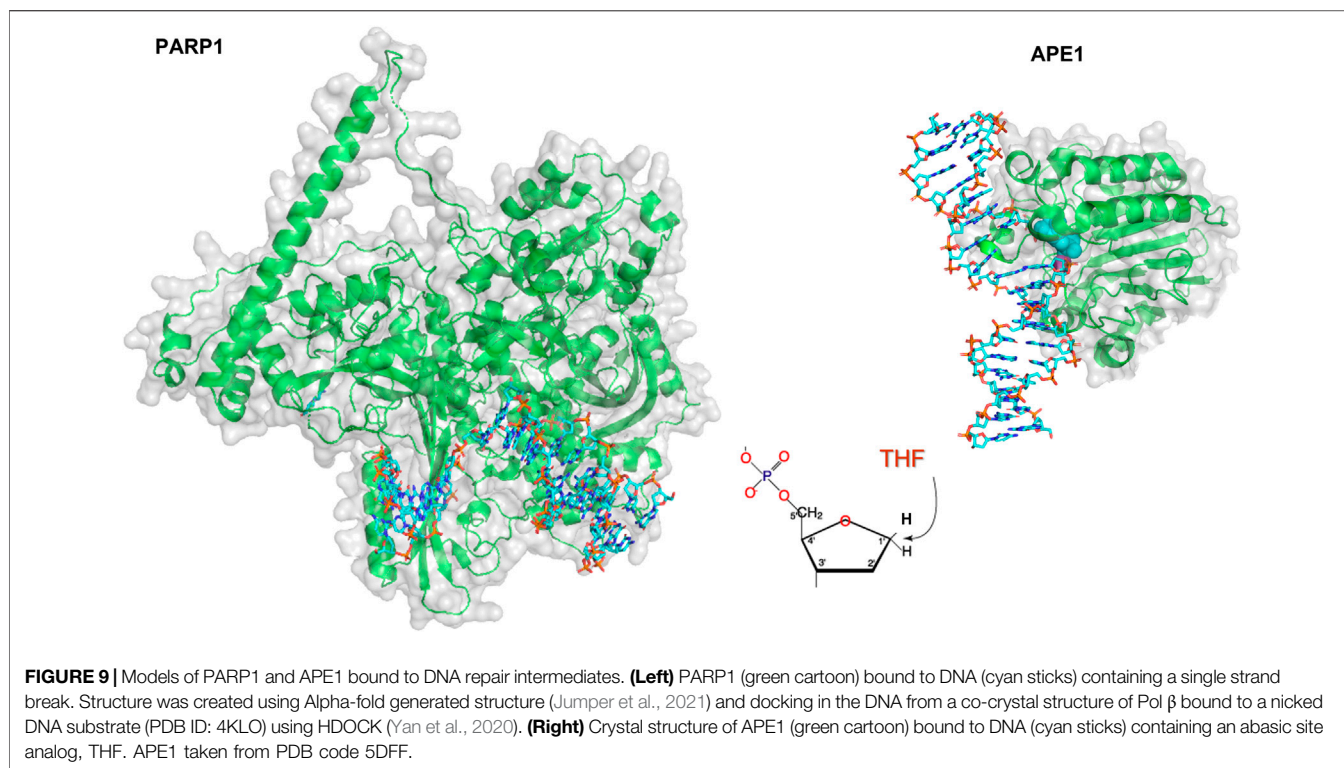 PARP1
APE1
THF
O
P
O
O
O
5'CH₂
O
H
H
4'
1'
3'
2'
FIGURE 9 | Models of PARP1 and APE1 bound to DNA repair intermediates. (Left) PARP1 (green cartoon) bound to DNA (cyan sticks) containing a single strand
break. Structure was created using Alpha-fold generated structure (Jumper et al., 2021) and docking in the DNA from a co-crystal structure of Pol β bound to a nicked
DNA substrate (PDB ID: 4KLO) using HDOCK (Yan et al., 2020). (Right) Crystal structure of APE1 (green cartoon) bound to DNA (cyan sticks) containing an abasic site
analog, THF. APE1 taken from PDB code 5DFF.